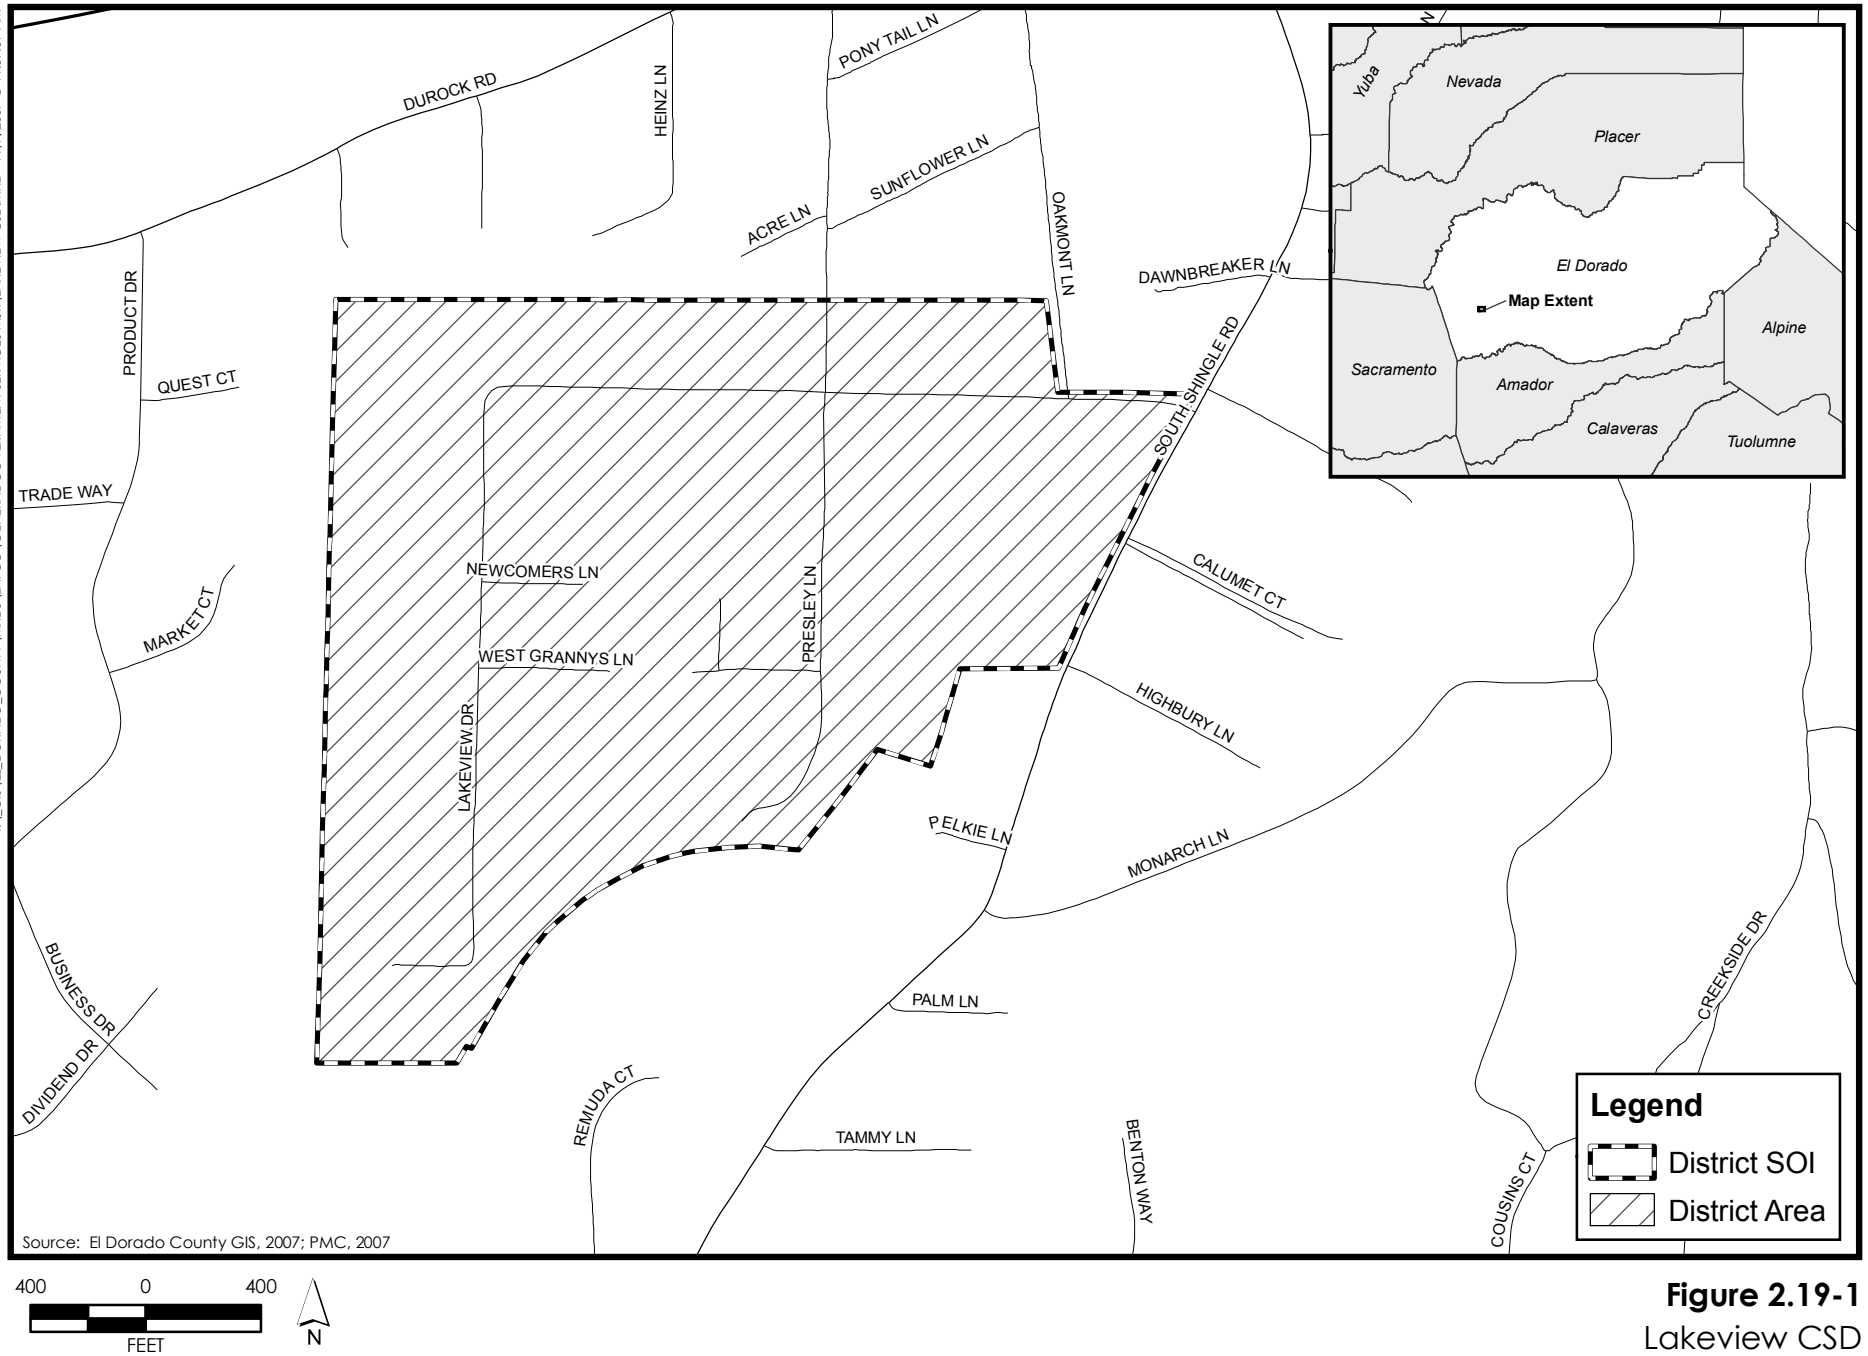 PONY TAIL LN
DUROCK RD
HEINZ LN
SUNFLOWER LN
ACRE LN
OAKMONT LN
DAWNBREAKER LN
PRODUCT DR
QUEST CT
SOUTH SHINGLE RD
TRADE WAY
MARKET CT
NEWCOMERS LN
WEST GRANNYS LN
PRESLEY LN
LAKEVIEW DR
CALUMET CT
HIGHBURY LN
PELKIE LN
MONARCH LN
BUSINESS DR
DIVIDEND DR
PALM LN
REMUDA CT
TAMMY LN
BENTON WAY
CREEKSIDE DR
COUSINS CT
Yuba
Nevada
Placer
El Dorado
Map Extent
Sacramento
Amador
Alpine
Calaveras
Tuolumne
Legend
District SOI
District Area
Source: El Dorado County GIS, 2007; PMC, 2007
400 0 400
FEET
N
Figure 2.19-1
Lakeview CSD